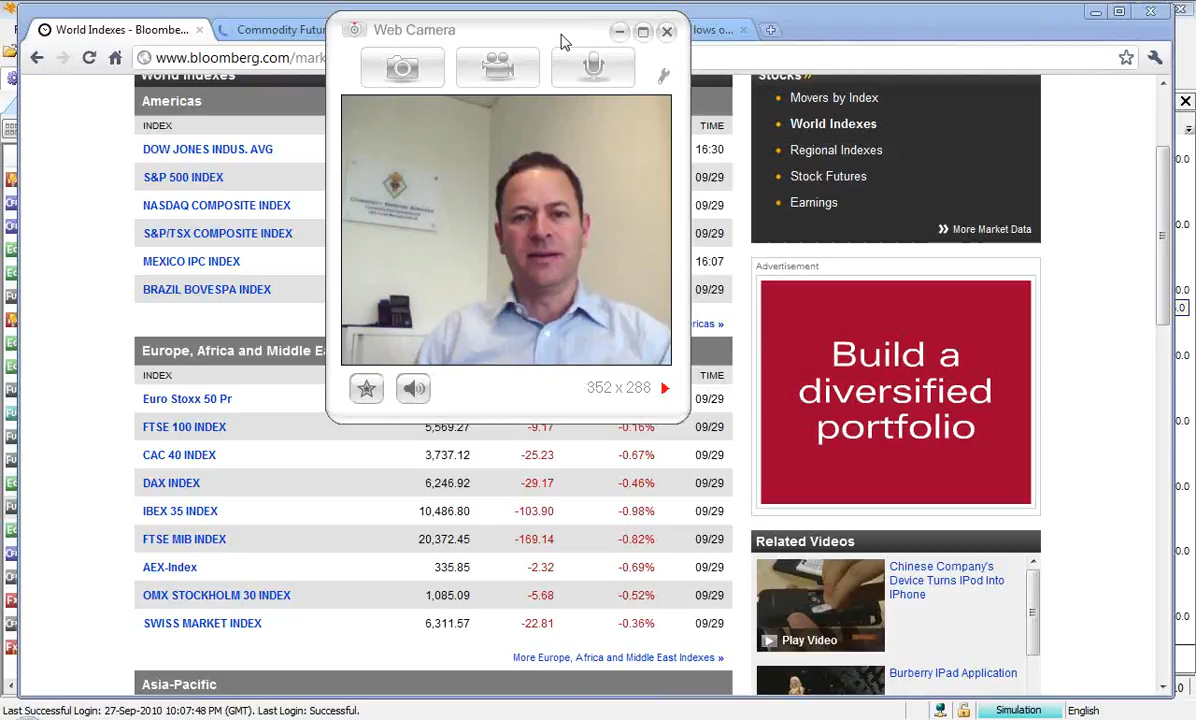 World Indexes - Bloombe...
Commodity Futu
lows o...
Web Camera
www.bloomberg.com/mark
World Indexes
Americas
INDEX
TIME
DOW JONES INDUS. AVG
16:30
S&P 500 INDEX
09/29
NASDAQ COMPOSITE INDEX
09/29
S&P/TSX COMPOSITE INDEX
09/29
MEXICO IPC INDEX
16:07
BRAZIL BOVESPA INDEX
09/29
ericas »
352 x 288
Europe, Africa and Middle Ea
INDEX
TIME
Euro Stoxx 50 Pr
09/29
FTSE 100 INDEX 5,569.27 -9.17 -0.16% 09/29
CAC 40 INDEX 3,737.12 -25.23 -0.67% 09/29
DAX INDEX 6,246.92 -29.17 -0.46% 09/29
IBEX 35 INDEX 10,486.80 -103.90 -0.98% 09/29
FTSE MIB INDEX 20,372.45 -169.14 -0.82% 09/29
AEX-Index 335.85 -2.32 -0.69% 09/29
OMX STOCKHOLM 30 INDEX 1,085.09 -5.68 -0.52% 09/29
SWISS MARKET INDEX 6,311.57 -22.81 -0.36% 09/29
More Europe, Africa and Middle East Indexes »
Asia-Pacific
Stocks »
Movers by Index
World Indexes
Regional Indexes
Stock Futures
Earnings
» More Market Data
Advertisement
Build a
diversified
portfolio
Related Videos
Chinese Company's
Device Turns IPod Into
IPhone
Play Video
Burberry IPad Application
Last Successful Login: 27-Sep-2010 10:07:48 PM (GMT). Last Login: Successful.
Simulation
English